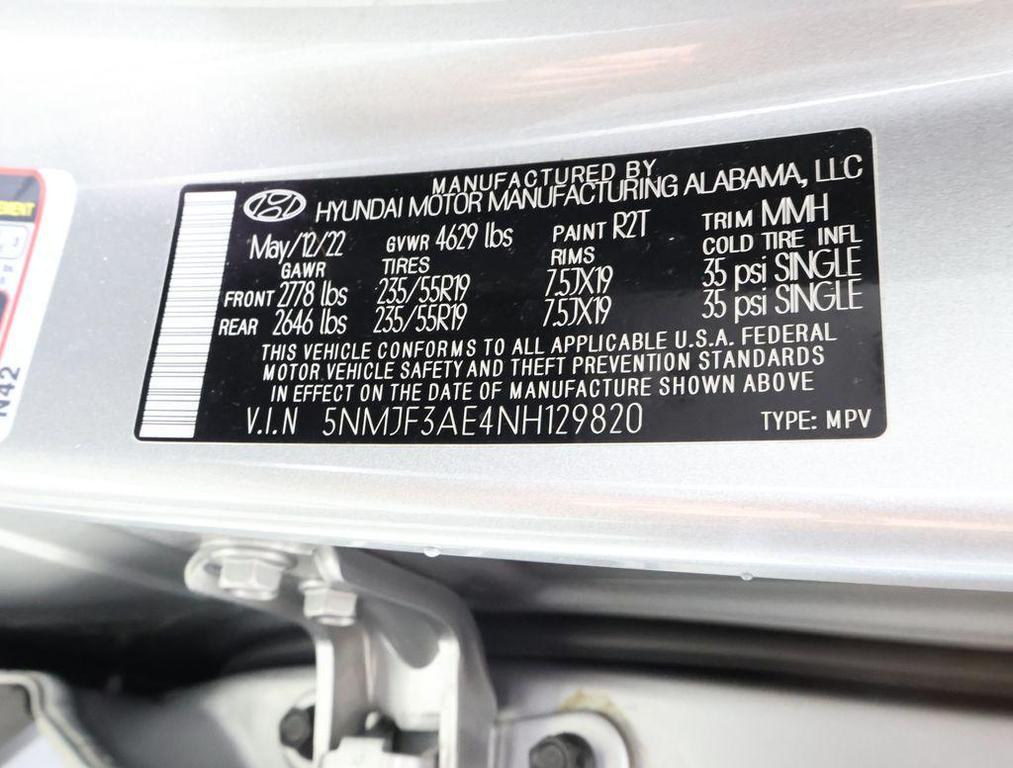 MANUFACTURED BY
HYUNDAI MOTOR MANUFACTURING ALABAMA, LLC
May/12/22 GVWR 4629 lbs PAINT R2T TRIM MMH
GAWR TIRES RIMS COLD TIRE INFL
FRONT 2778 lbs 235/55R19 7.5JX19 35 psi SINGLE
REAR 2646 lbs 235/55R19 7.5JX19 35 psi SINGLE
THIS VEHICLE CONFORMS TO ALL APPLICABLE U.S.A. FEDERAL
MOTOR VEHICLE SAFETY AND THEFT PREVENTION STANDARDS
IN EFFECT ON THE DATE OF MANUFACTURE SHOWN ABOVE
V.I.N 5NMJF3AE4NH129820 TYPE: MPV
N42